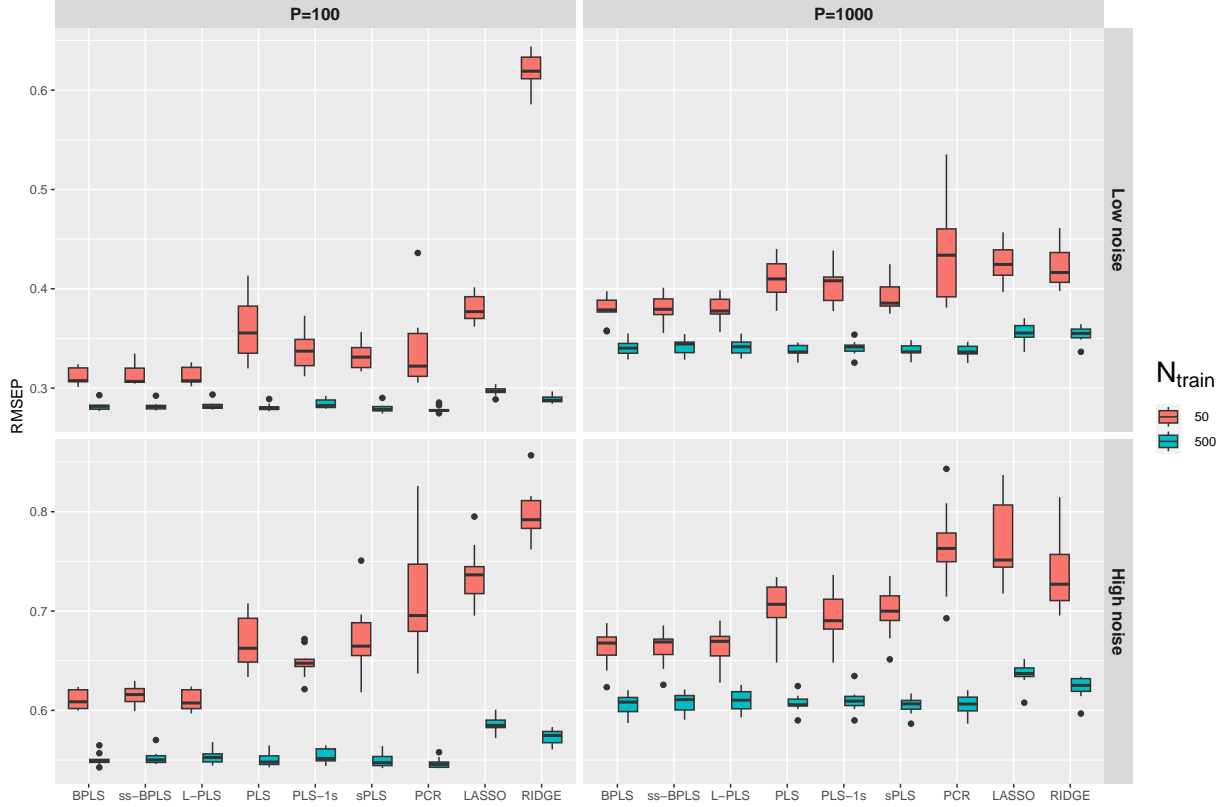 P=100
P=1000
0.6
0.5
0.4
0.3
Low noise
RMSEP
0.8
0.7
0.6
High noise
BPLS ss−BPLS L−PLS PLS PLS−1s sPLS PCR LASSO RIDGE
BPLS ss−BPLS L−PLS PLS PLS−1s sPLS PCR LASSO RIDGE
Ntrain
50
500